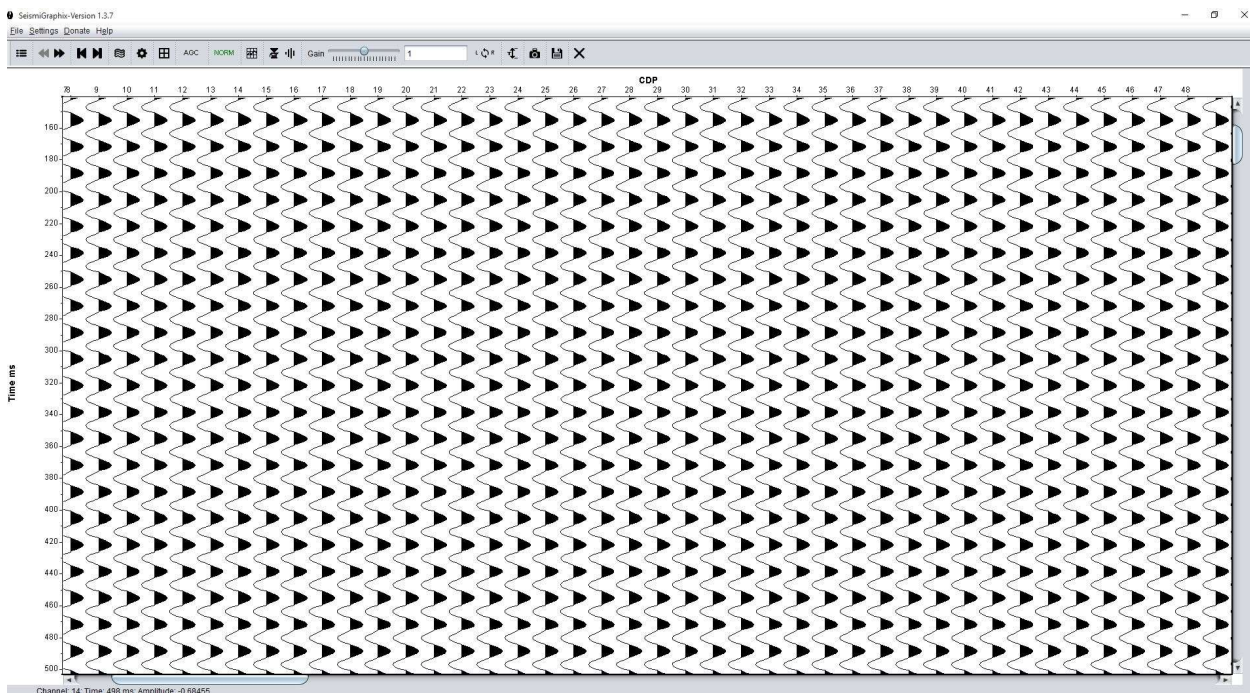 SeismiGraphix-Version 1.3.7
File Settings Donate Help
AGC NORM Gain 1 L R
CDP
78 9 10 11 12 13 14 15 16 17 18 19 20 21 22 23 24 25 26 27 28 29 30 31 32 33 34 35 36 37 38 39 40 41 42 43 44 45 46 47 48
Time ms
160
180
200
220
240
260
280
300
320
340
360
380
400
420
440
460
480
500
Channel: 14; Time: 498 ms; Amplitude: -0.68455